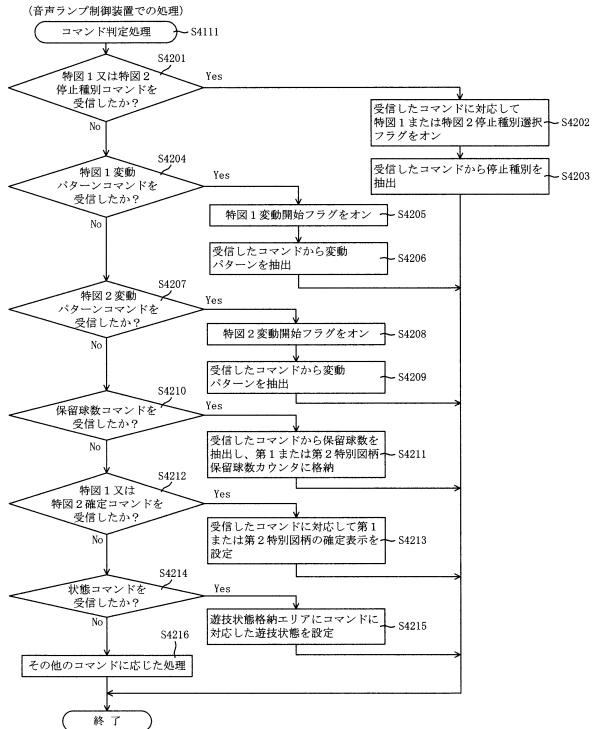 (音声ランプ制御装置での処理)
コマンド判定処理
S4111
S4201
特図1又は特図2
停止種別コマンドを
受信したか?
Yes
No
受信したコマンドに対応して
特図1または特図2停止種別選択
フラグをオン
S4202
受信したコマンドから停止種別を
抽出
S4203
S4204
特図1変動
パターンコマンドを
受信したか?
Yes
No
特図1変動開始フラグをオン
S4205
受信したコマンドから変動
パターンを抽出
S4206
S4207
特図2変動
パターンコマンドを
受信したか?
Yes
No
特図2変動開始フラグをオン
S4208
受信したコマンドから変動
パターンを抽出
S4209
S4210
保留球数コマンドを
受信したか?
Yes
No
受信したコマンドから保留球数を
抽出し、第1または第2特別図柄
保留球数カウンタに格納
S4211
S4212
特図1又は
特図2確定コマンドを
受信したか?
Yes
No
受信したコマンドに対応して第1
または第2特別図柄の確定表示を
設定
S4213
S4214
状態コマンドを
受信したか?
Yes
No
遊技状態格納エリアにコマンドに
対応した遊技状態を設定
S4215
S4216
その他のコマンドに応じた処理
終了